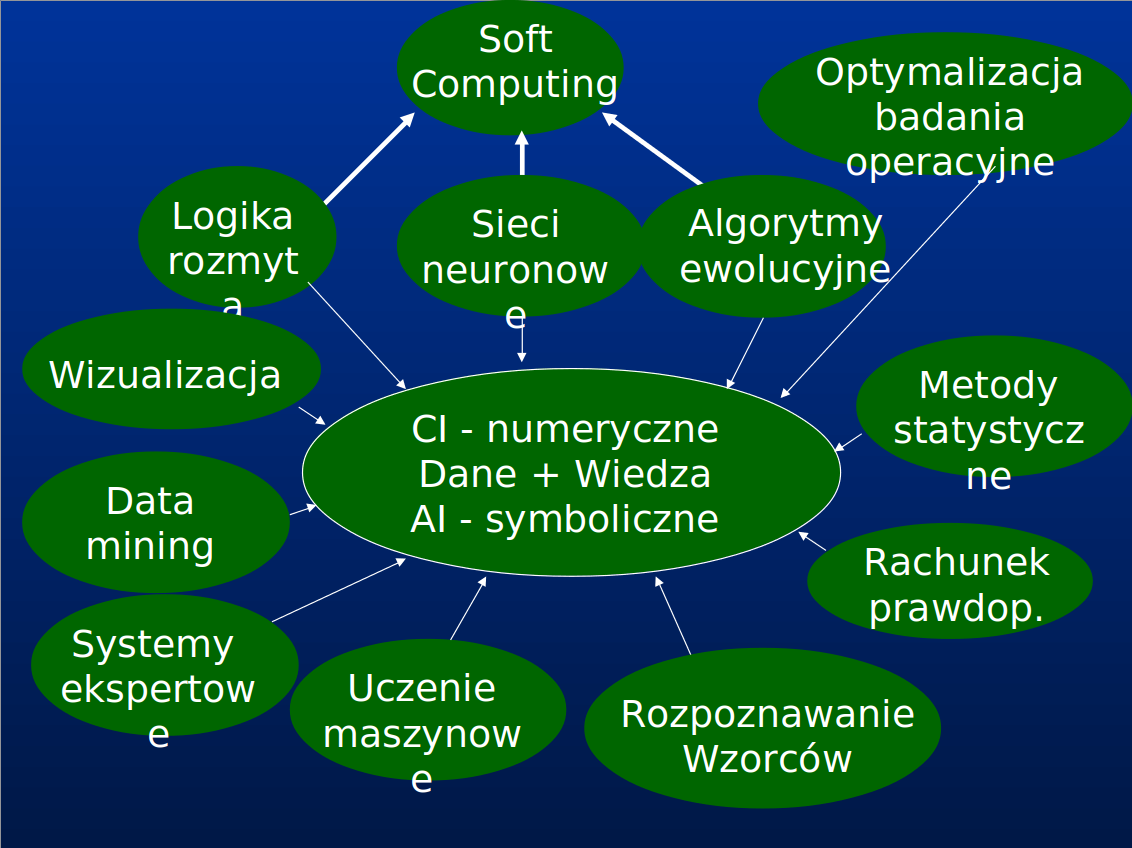 Soft
Computing
Optymalizacja
badania
operacyjne
Logika
rozmyt
a
Sieci
neuronow
e
Algorytmy
ewolucyjne
Wizualizacja
CI - numeryczne
Dane + Wiedza
AI - symboliczne
Metody
statystycz
ne
Data
mining
Rachunek
prawdop.
Systemy
ekspertow
e
Uczenie
maszynow
e
Rozpoznawanie
Wzorców